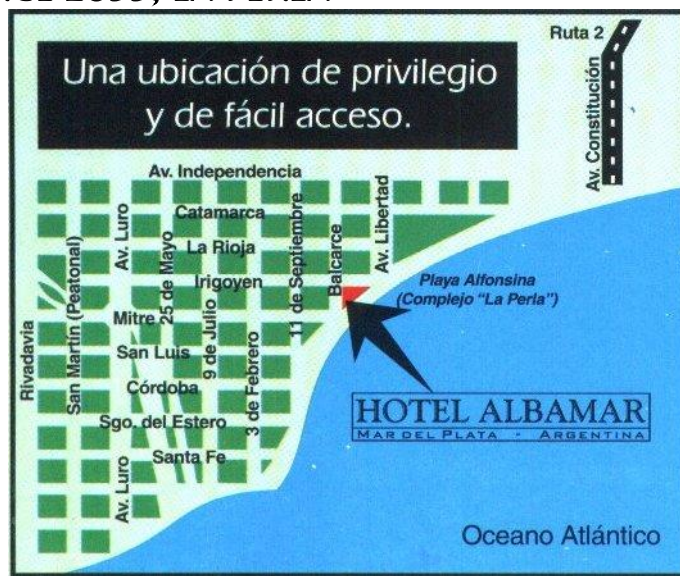 Una ubicación de privilegio
y de fácil acceso.
Ruta 2
Av. Constitución
Av. Independencia
Catamarca
La Rioja
Irigoyen
Mitre
San Luis
Córdoba
Sgo. del Estero
Santa Fe
Rivadavia
San Martín (Peatonal)
Av. Luro
Av. Luro
25 de Mayo
9 de Julio
3 de Febrero
11 de Septiembre
Balcarce
Av. Libertad
Playa Alfonsina
(Complejo "La Perla")
HOTEL ALBAMAR
MAR DEL PLATA - ARGENTINA
Oceano Atlántico